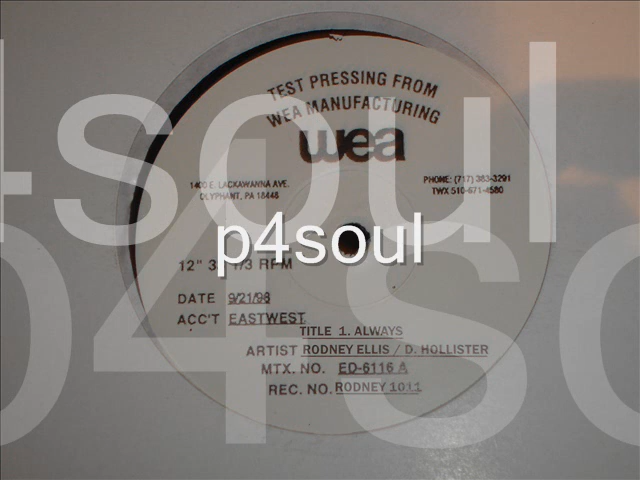 TEST PRESSING FROM
WEA MANUFACTURING
wea
1400 E. LACKAWANNA AVE.
OLYPHANT, PA 18448
PHONE: (717) 383-3291
TWX 510-671-4580
p4soul
4soul
p4so
12" 33 1/3 RPM
DATE 9/21/98
ACC'T EASTWEST
TITLE 1. ALWAYS
ARTIST RODNEY ELLIS / D. HOLLISTER
MTX. NO. ED-6116 A
REC. NO. RODNEY 1011